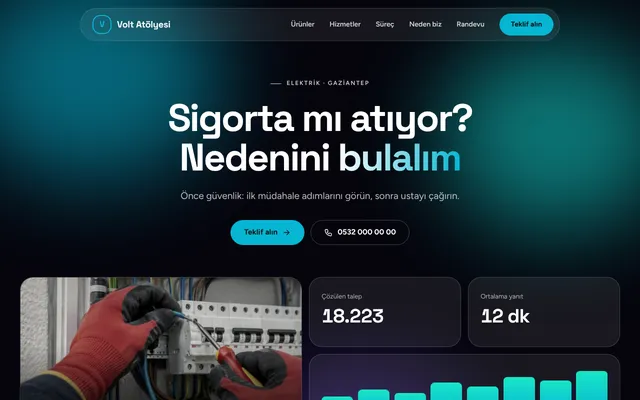 V
Volt Atölyesi
Ürünler
Hizmetler
Süreç
Neden biz
Randevu
Teklif alın
ELEKTRİK · GAZİANTEP
Sigorta mı atıyor?
Nedenini bulalım
Önce güvenlik: ilk müdahale adımlarını görün, sonra ustayı çağırın.
Teklif alın →
0532 000 00 00
Çözülen talep
18.223
Ortalama yanıt
12 dk